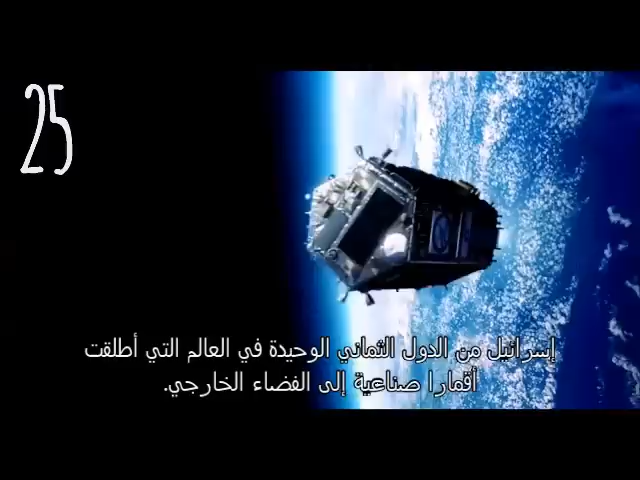 25
إسرائيل من الدول الثماني الوحيدة في العالم التي أطلقت
أقمارا صناعية إلى الفضاء الخارجي.